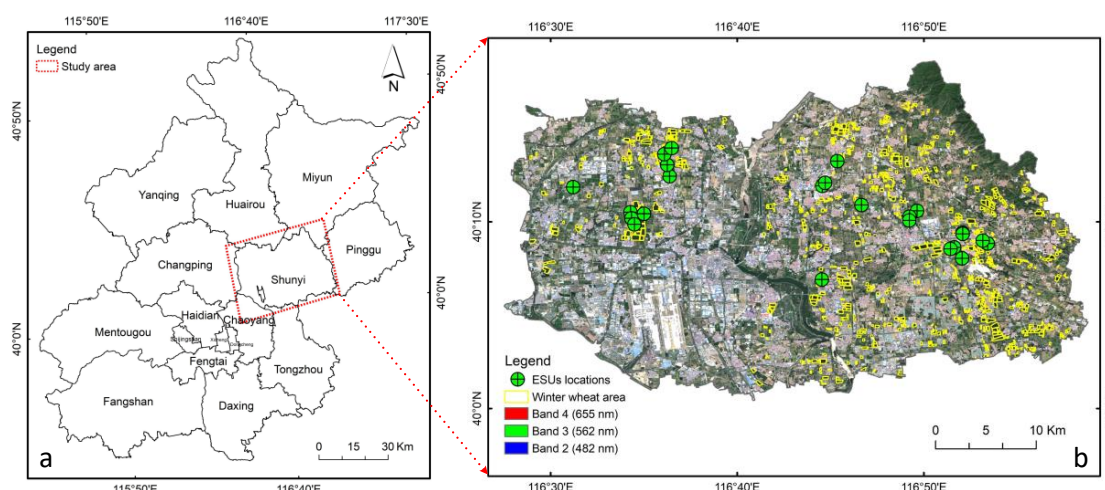 115°50'E 116°40'E 117°30'E
Legend
Study area
N
40°50'N
40°50'N
Yanqing
Miyun
Huairou
Pinggu
Changping
Shunyi
40°0'N
40°0'N
Haidian
Chaoyang
Mentougou
Fengtai
Tongzhou
Fangshan
Daxing
0 15 30 Km
a
115°50'E 116°40'E
116°30'E 116°40'E 116°50'E
40°10'N
40°10'N
40°0'N
40°0'N
Legend
ESUs locations
Winter wheat area
Band 4 (655 nm)
Band 3 (562 nm)
Band 2 (482 nm)
0 5 10 Km
b
116°30'E 116°40'E 116°50'E